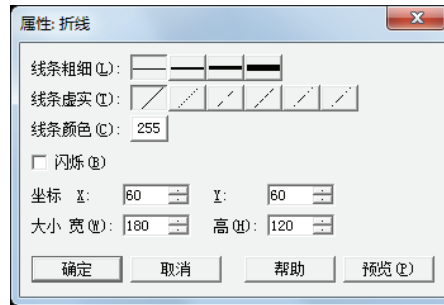 属性: 折线
线条粗细(L):
线条虚实(T):
线条颜色(C): 255
闪烁(B)
坐标 X: 60 Y: 60
大小 宽(W): 180 高(H): 120
确定 取消 帮助 预览(P)